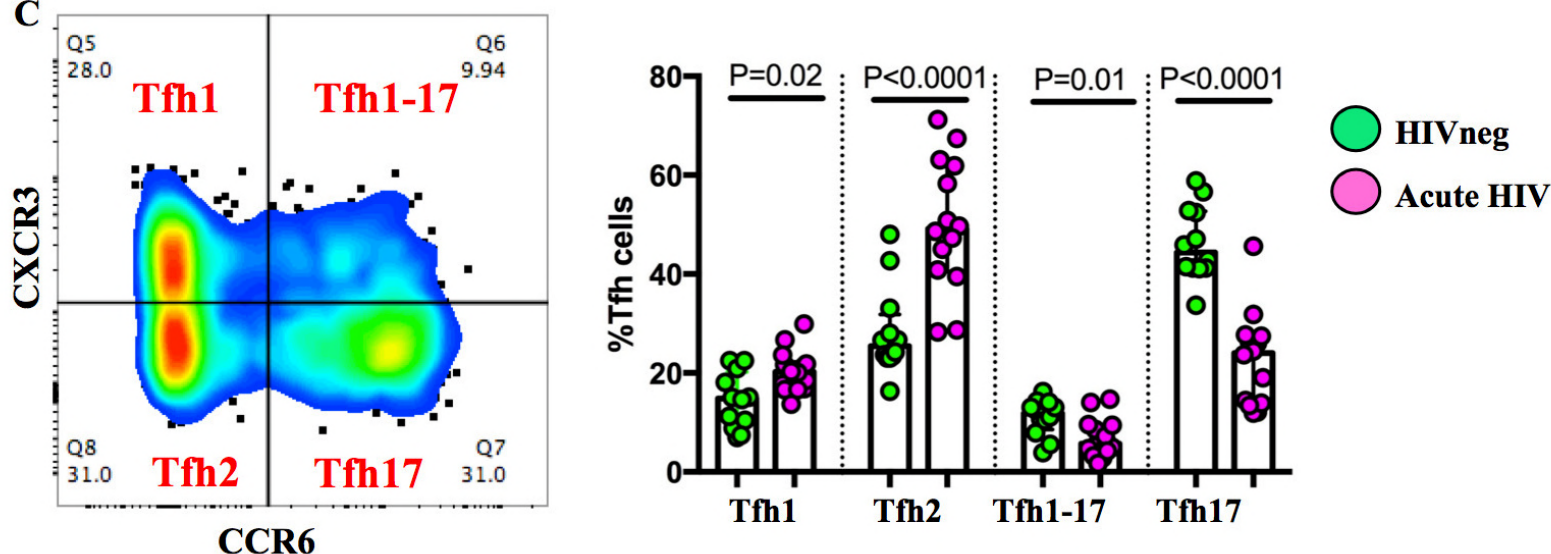 C
Q5
28.0
Q6
9.94
Tfh1
Tfh1-17
CXCR3
Q8
31.0
Q7
31.0
Tfh2
Tfh17
CCR6
P=0.02
P<0.0001
P=0.01
P<0.0001
80
60
40
20
0
%Tfh cells
Tfh1
Tfh2
Tfh1-17
Tfh17
HIVneg
Acute HIV